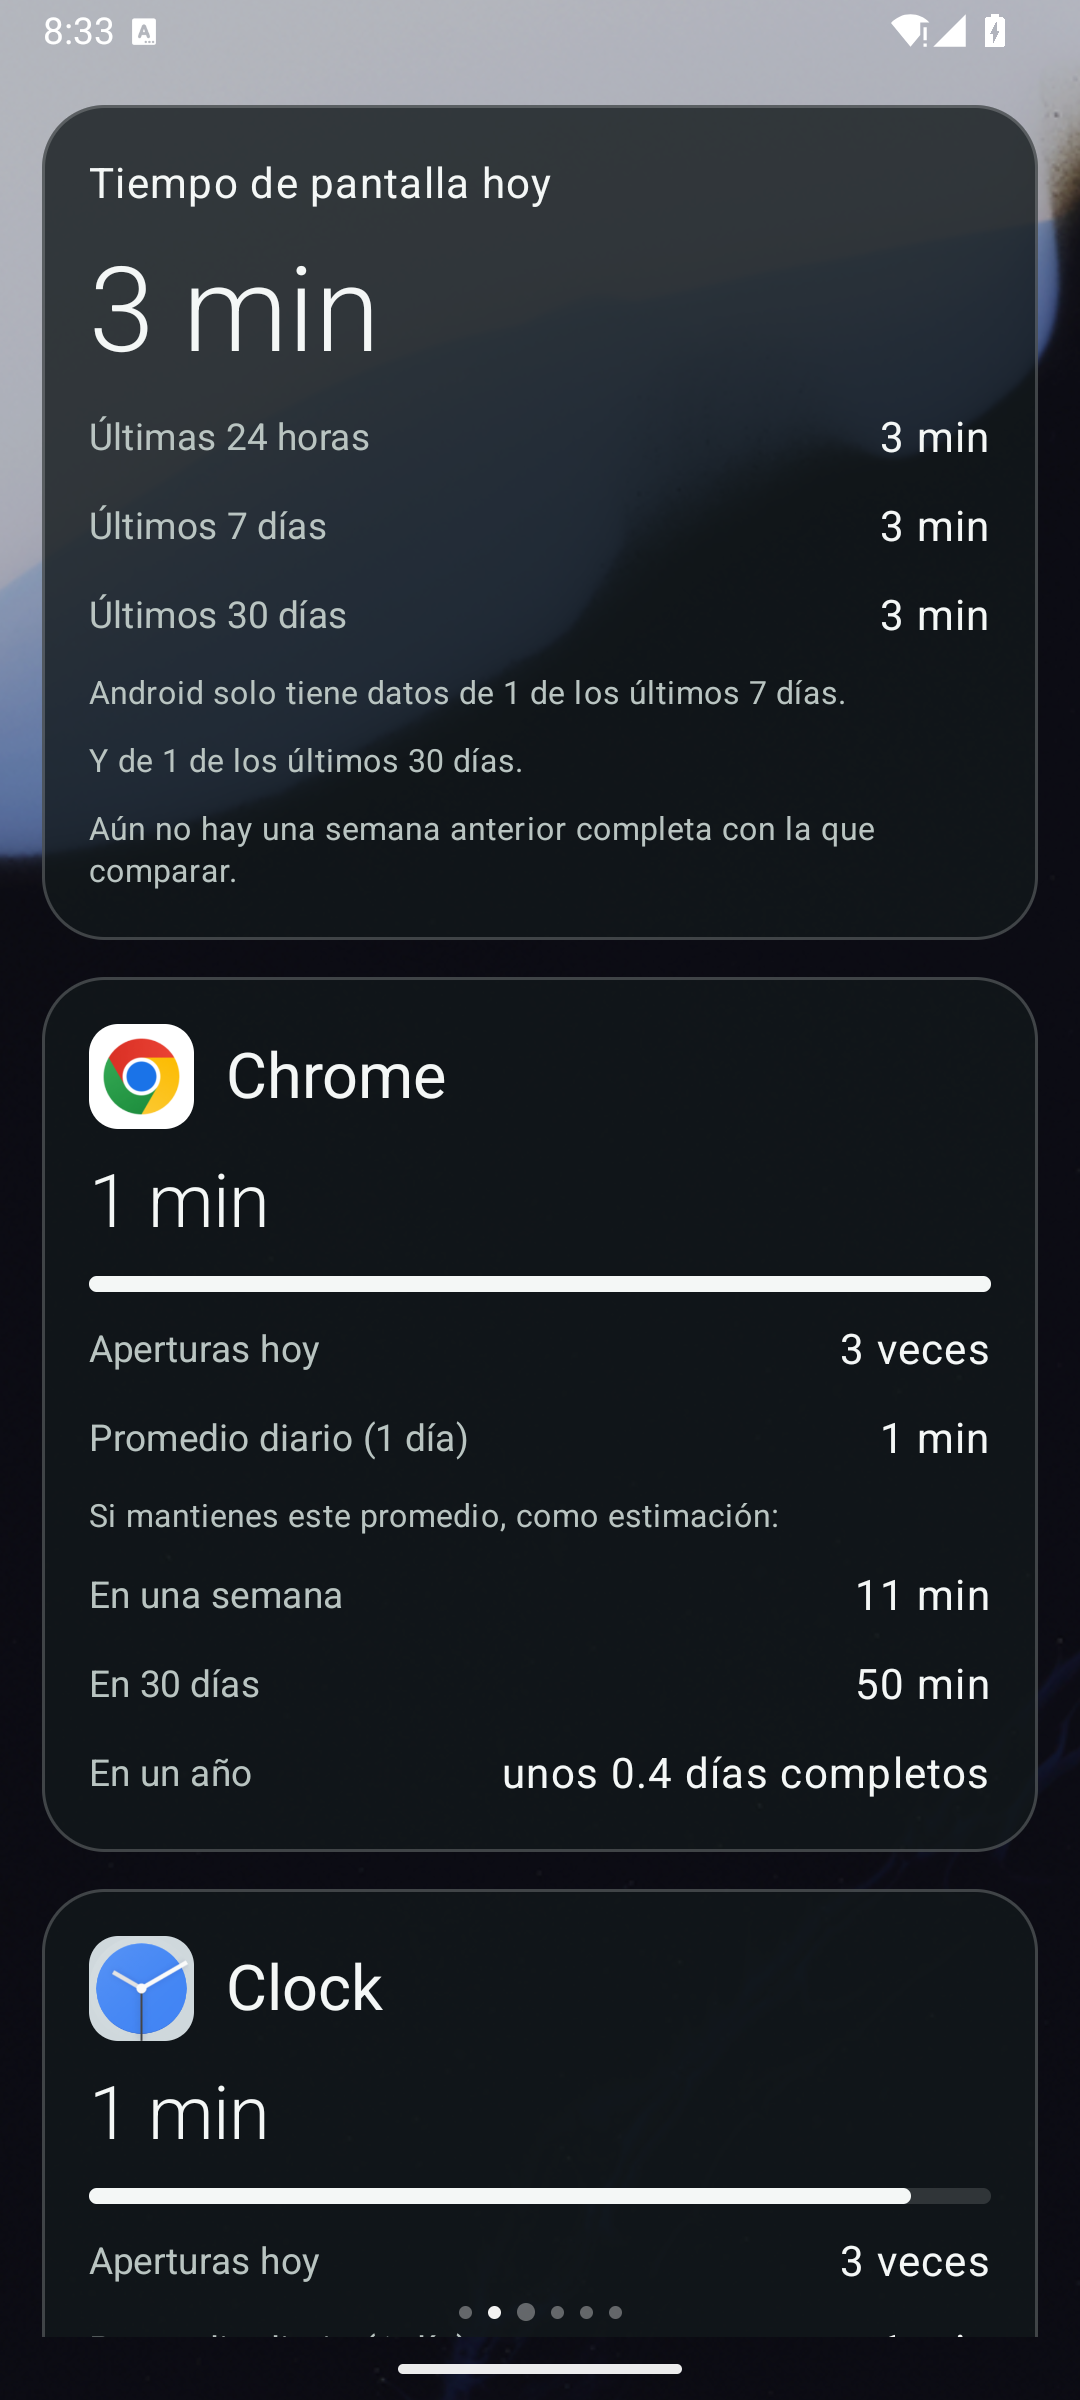 8:33
Tiempo de pantalla hoy
3 min
Últimas 24 horas 3 min
Últimos 7 días 3 min
Últimos 30 días 3 min
Android solo tiene datos de 1 de los últimos 7 días.
Y de 1 de los últimos 30 días.
Aún no hay una semana anterior completa con la que
comparar.
Chrome
1 min
Aperturas hoy 3 veces
Promedio diario (1 día) 1 min
Si mantienes este promedio, como estimación:
En una semana 11 min
En 30 días 50 min
En un año unos 0.4 días completos
Clock
1 min
Aperturas hoy 3 veces